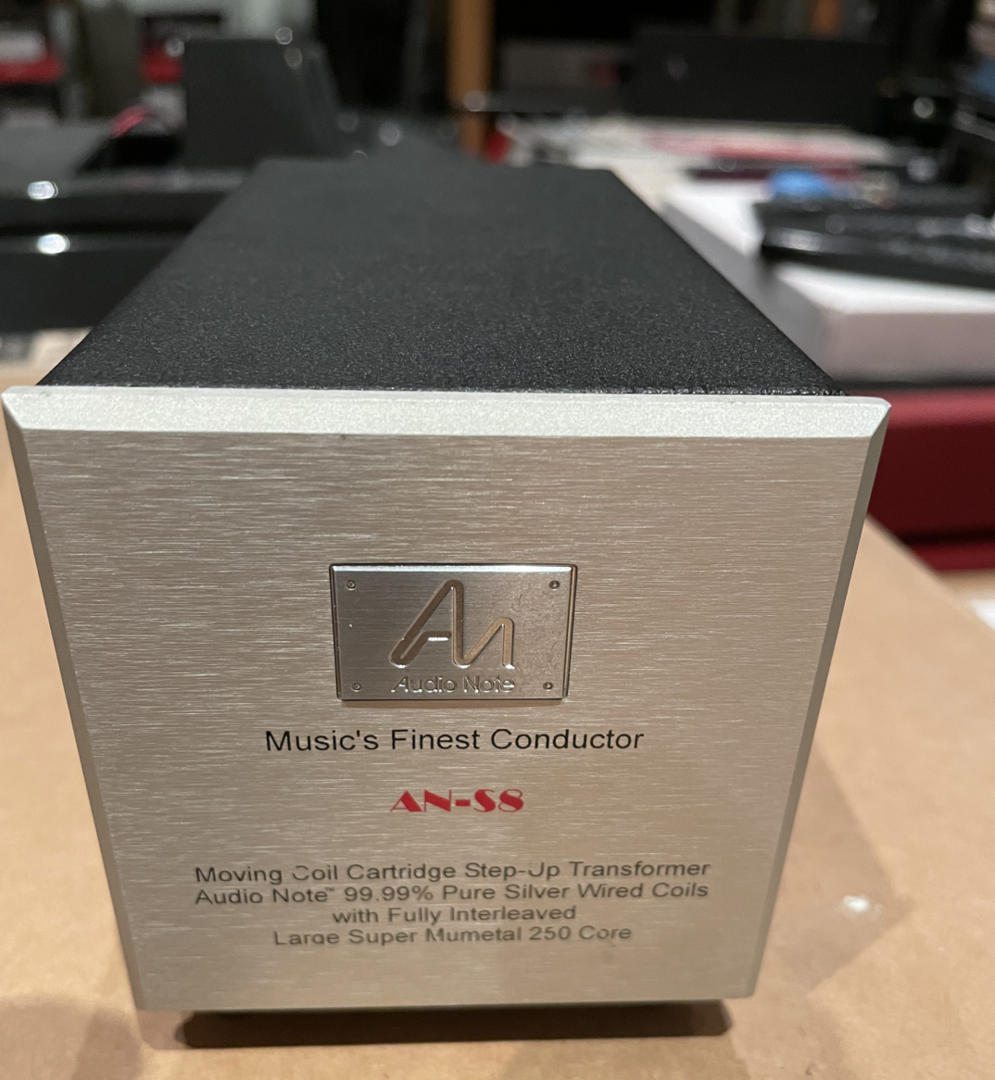 An
Audio Note
Music's Finest Conductor
AN-S8
Moving Coil Cartridge Step-Up Transformer
Audio Note™ 99.99% Pure Silver Wired Coils
with Fully Interleaved
Large Super Mumetal 250 Core